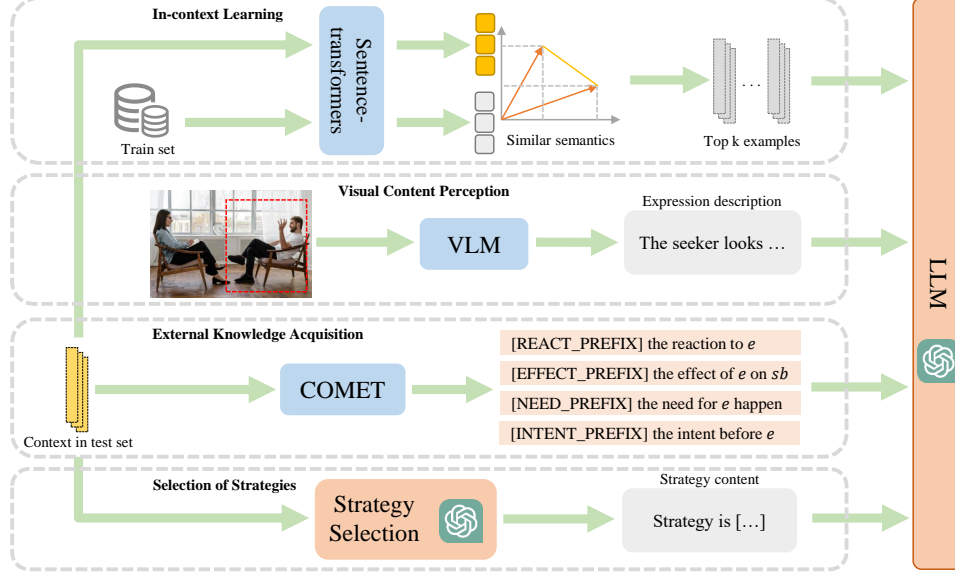 In-context Learning
Sentence-
transformers
Train set
Similar semantics
...
Top k examples
Visual Content Perception
VLM
Expression description
The seeker looks …
External Knowledge Acquisition
Context in test set
COMET
[REACT_PREFIX] the reaction to e
[EFFECT_PREFIX] the effect of e on sb
[NEED_PREFIX] the need for e happen
[INTENT_PREFIX] the intent before e
Selection of Strategies
Strategy
Selection
Strategy content
Strategy is […]
LLM